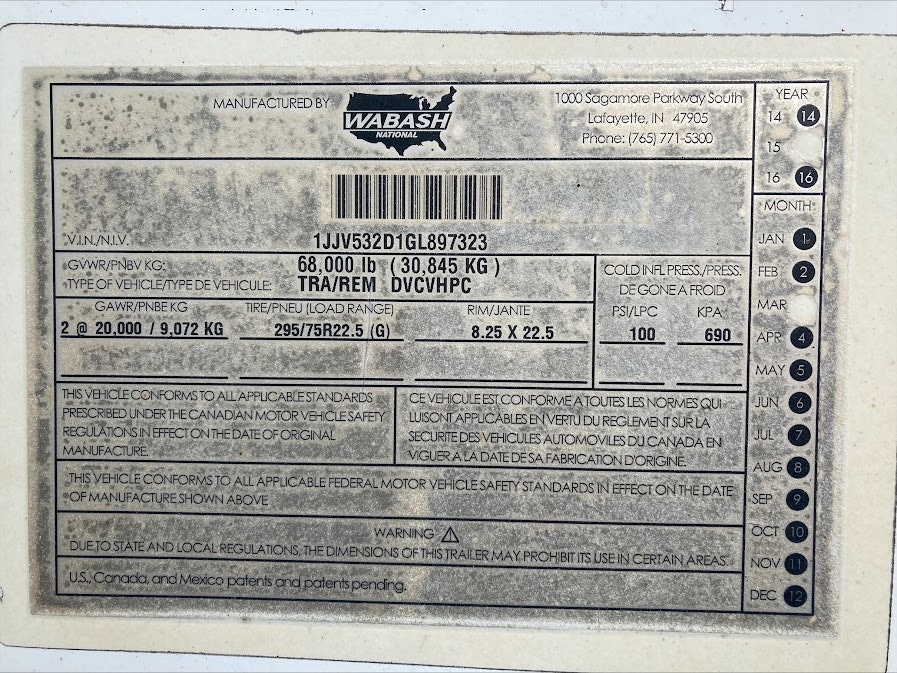 MANUFACTURED BY
WABASH
NATIONAL
1000 Sagamore Parkway South
Lafayette, IN 47905
Phone: (765) 771-5300
V.I.N./N.I.V. 1JJV532D1GL897323
GVWR/PNBV KG: 68,000 lb ( 30,845 KG )
TYPE OF VEHICLE/TYPE DE VEHICULE: TRA/REM DVCVHPC
GAWR/PNBE KG TIRE/PNEU (LOAD RANGE) RIM/JANTE
2 @ 20,000 / 9,072 KG 295/75R22.5 (G) 8.25 X 22.5
COLD INFL PRESS./PRESS.
DE GONE A FROID
PSI/LPC KPA
100 690
THIS VEHICLE CONFORMS TO ALL APPLICABLE STANDARDS
PRESCRIBED UNDER THE CANADIAN MOTOR VEHICLE SAFETY
REGULATIONS IN EFFECT ON THE DATE OF ORIGINAL
MANUFACTURE.
CE VEHICULE EST CONFORME A TOUTES LES NORMES QUI
LUI SONT APPLICABLES EN VERTU DU REGLEMENT SUR LA
SECURITE DES VEHICULES AUTOMOVILES DU CANADA EN
VIGUER A LA DATE DE SA FABRICATION D'ORIGINE.
THIS VEHICLE CONFORMS TO ALL APPLICABLE FEDERAL MOTOR VEHICLE SAFETY STANDARDS IN EFFECT ON THE DATE
OF MANUFACTURE SHOWN ABOVE
WARNING
DUE TO STATE AND LOCAL REGULATIONS, THE DIMENSIONS OF THIS TRAILER MAY PROHIBIT ITS USE IN CERTAIN AREAS.
U.S., Canada, and Mexico patents and patents pending.
YEAR
14 14
15
16 16
MONTH
JAN 1
FEB 2
MAR
APR 4
MAY 5
JUN 6
JUL 7
AUG 8
SEP 9
OCT 10
NOV 11
DEC 12